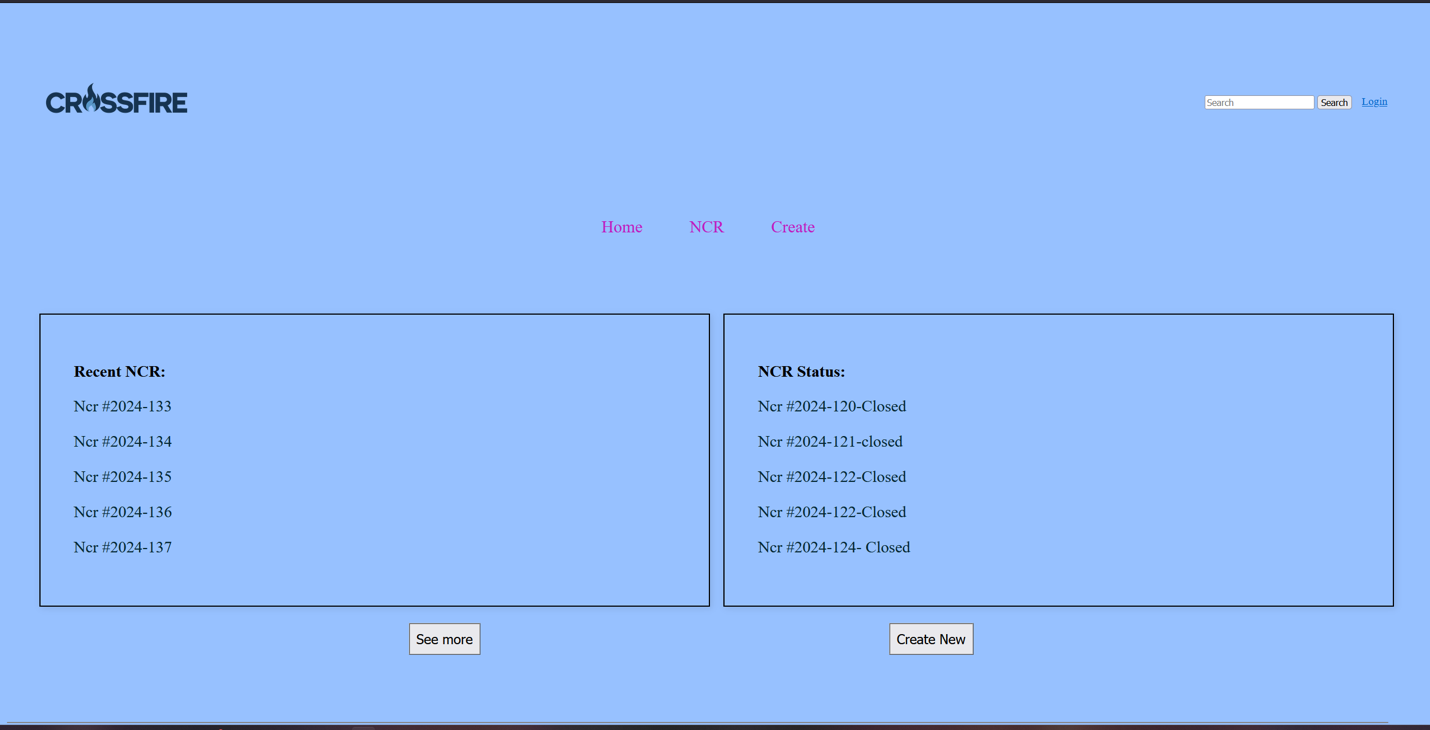 CROSSFIRE
Search Search Login
Home NCR Create
Recent NCR:
Ncr #2024-133
Ncr #2024-134
Ncr #2024-135
Ncr #2024-136
Ncr #2024-137
NCR Status:
Ncr #2024-120-Closed
Ncr #2024-121-closed
Ncr #2024-122-Closed
Ncr #2024-122-Closed
Ncr #2024-124- Closed
See more
Create New